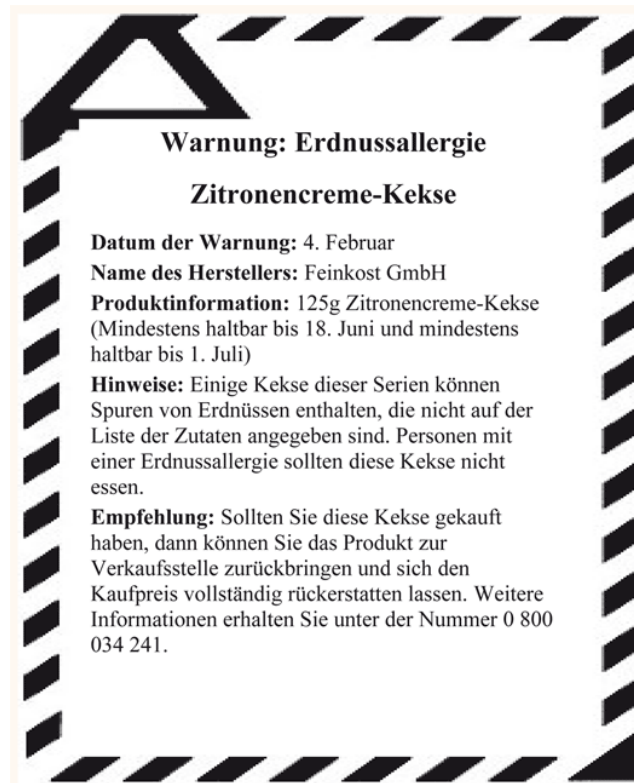 Warnung: Erdnussallergie
Zitronencreme-Kekse
Datum der Warnung: 4. Februar
Name des Herstellers: Feinkost GmbH
Produktinformation: 125g Zitronencreme-Kekse
(Mindestens haltbar bis 18. Juni und mindestens
haltbar bis 1. Juli)
Hinweise: Einige Kekse dieser Serien können
Spuren von Erdnüssen enthalten, die nicht auf der
Liste der Zutaten angegeben sind. Personen mit
einer Erdnussallergie sollten diese Kekse nicht
essen.
Empfehlung: Sollten Sie diese Kekse gekauft
haben, dann können Sie das Produkt zur
Verkaufsstelle zurückbringen und sich den
Kaufpreis vollständig rückerstatten lassen. Weitere
Informationen erhalten Sie unter der Nummer 0 800
034 241.